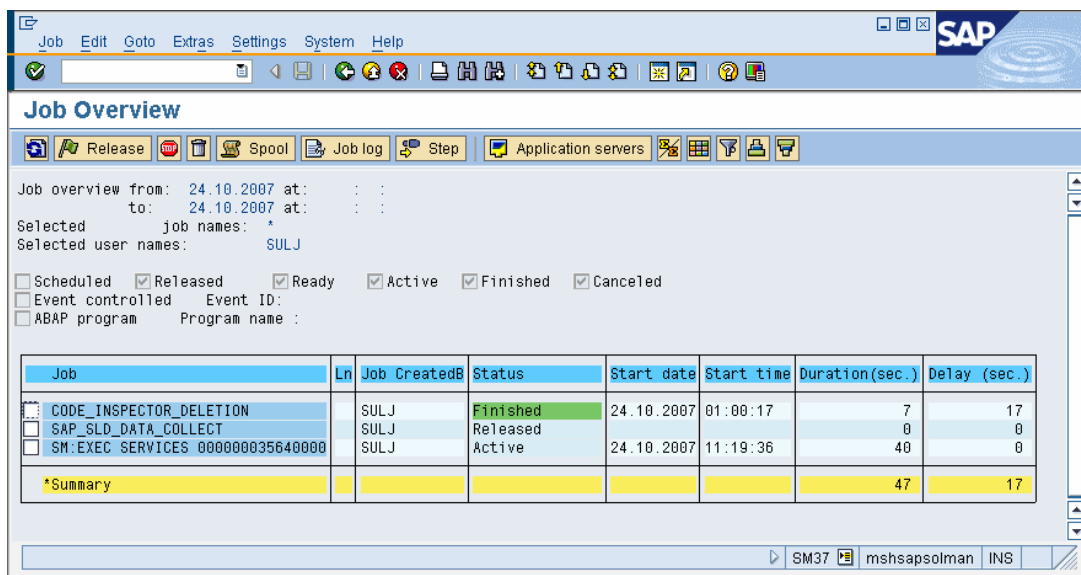 Job Edit Goto Extras Settings System Help
SAP
Job Overview
Release STOP Spool Job log Step Application servers
Job overview from: 24.10.2007 at: : :
to: 24.10.2007 at: : :
Selected job names: *
Selected user names: SULJ
Scheduled Released Ready Active Finished Canceled
Event controlled Event ID:
ABAP program Program name :
Job Ln Job CreatedB Status Start date Start time Duration(sec.) Delay (sec.)
CODE_INSPECTOR_DELETION SULJ Finished 24.10.2007 01:00:17 7 17
SAP_SLD_DATA_COLLECT SULJ Released 0 0
SM:EXEC SERVICES 000000035640000 SULJ Active 24.10.2007 11:19:36 40 0
*Summary 47 17
SM37 mshsapsolman INS